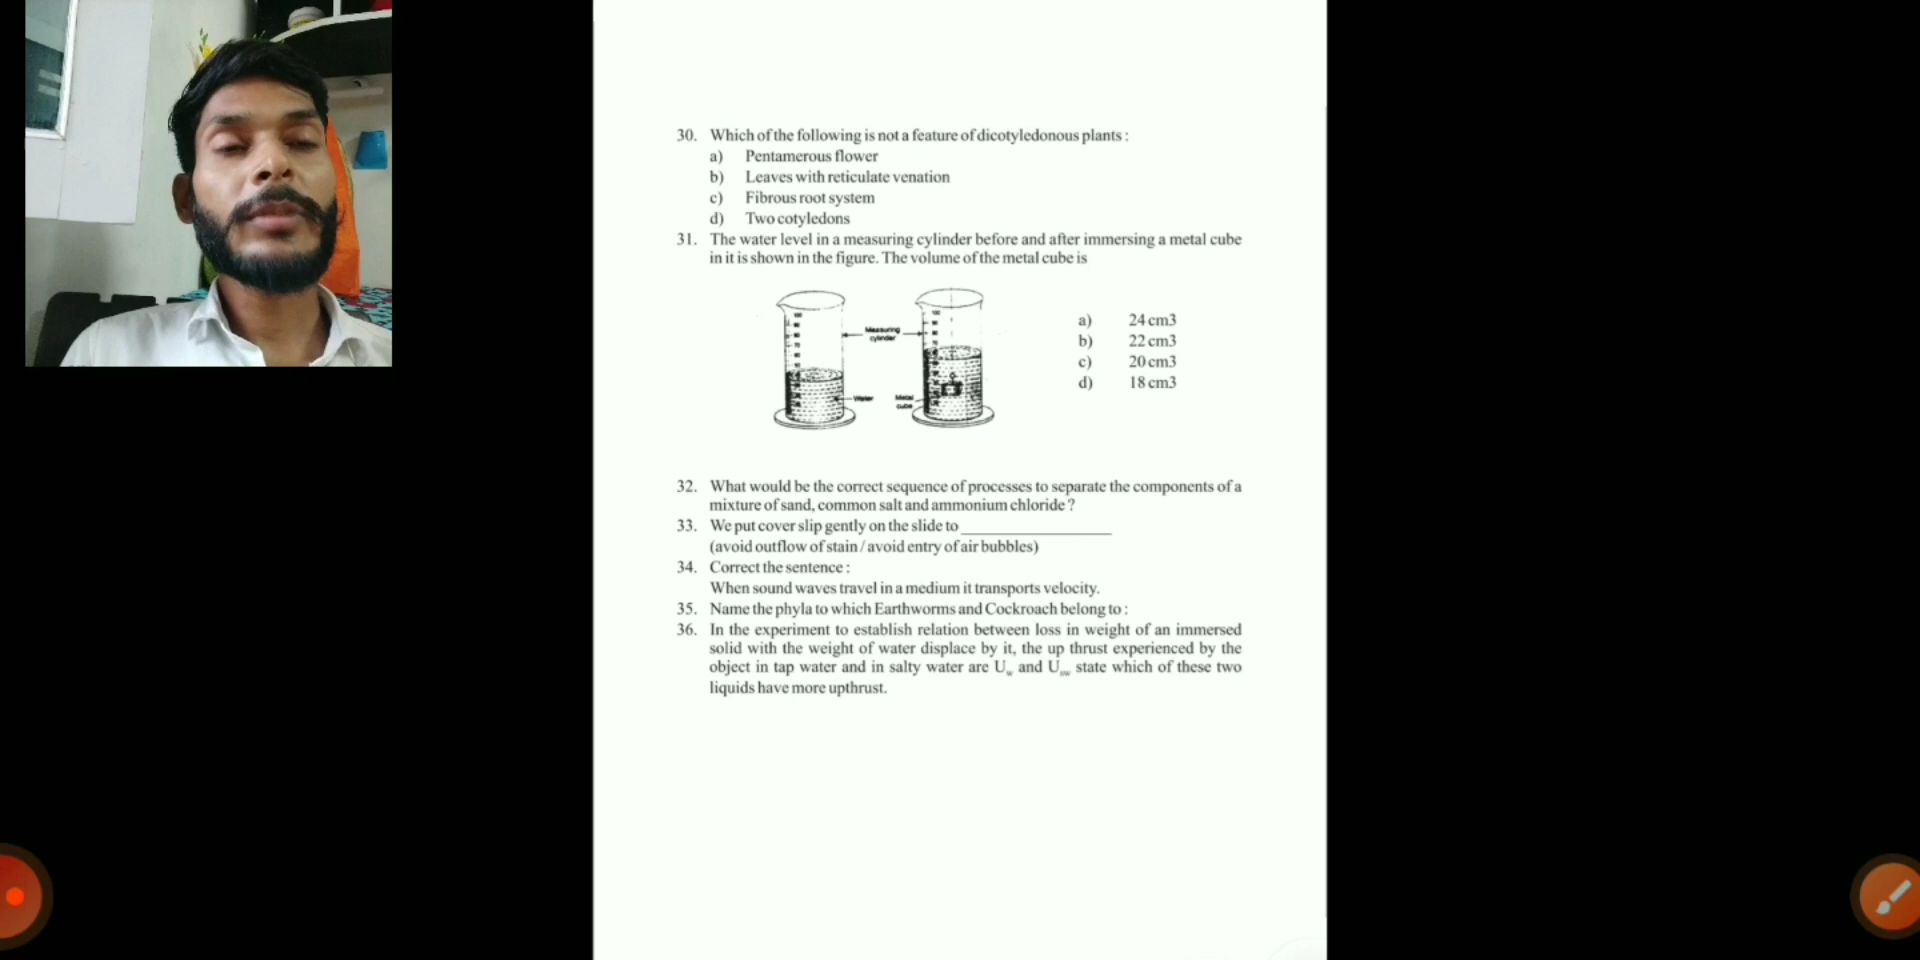 30. Which of the following is not a feature of dicotyledonous plants :
a) Pentamerous flower
b) Leaves with reticulate venation
c) Fibrous root system
d) Two cotyledons
31. The water level in a measuring cylinder before and after immersing a metal cube
in it is shown in the figure. The volume of the metal cube is
Measuring
cylinder
Water
Metal
cube
a) 24 cm3
b) 22 cm3
c) 20 cm3
d) 18 cm3
32. What would be the correct sequence of processes to separate the components of a
mixture of sand, common salt and ammonium chloride ?
33. We put cover slip gently on the slide to ____________________
(avoid outflow of stain / avoid entry of air bubbles)
34. Correct the sentence :
When sound waves travel in a medium it transports velocity.
35. Name the phyla to which Earthworms and Cockroach belong to :
36. In the experiment to establish relation between loss in weight of an immersed
solid with the weight of water displace by it, the up thrust experienced by the
object in tap water and in salty water are Uw and Usw state which of these two
liquids have more upthrust.